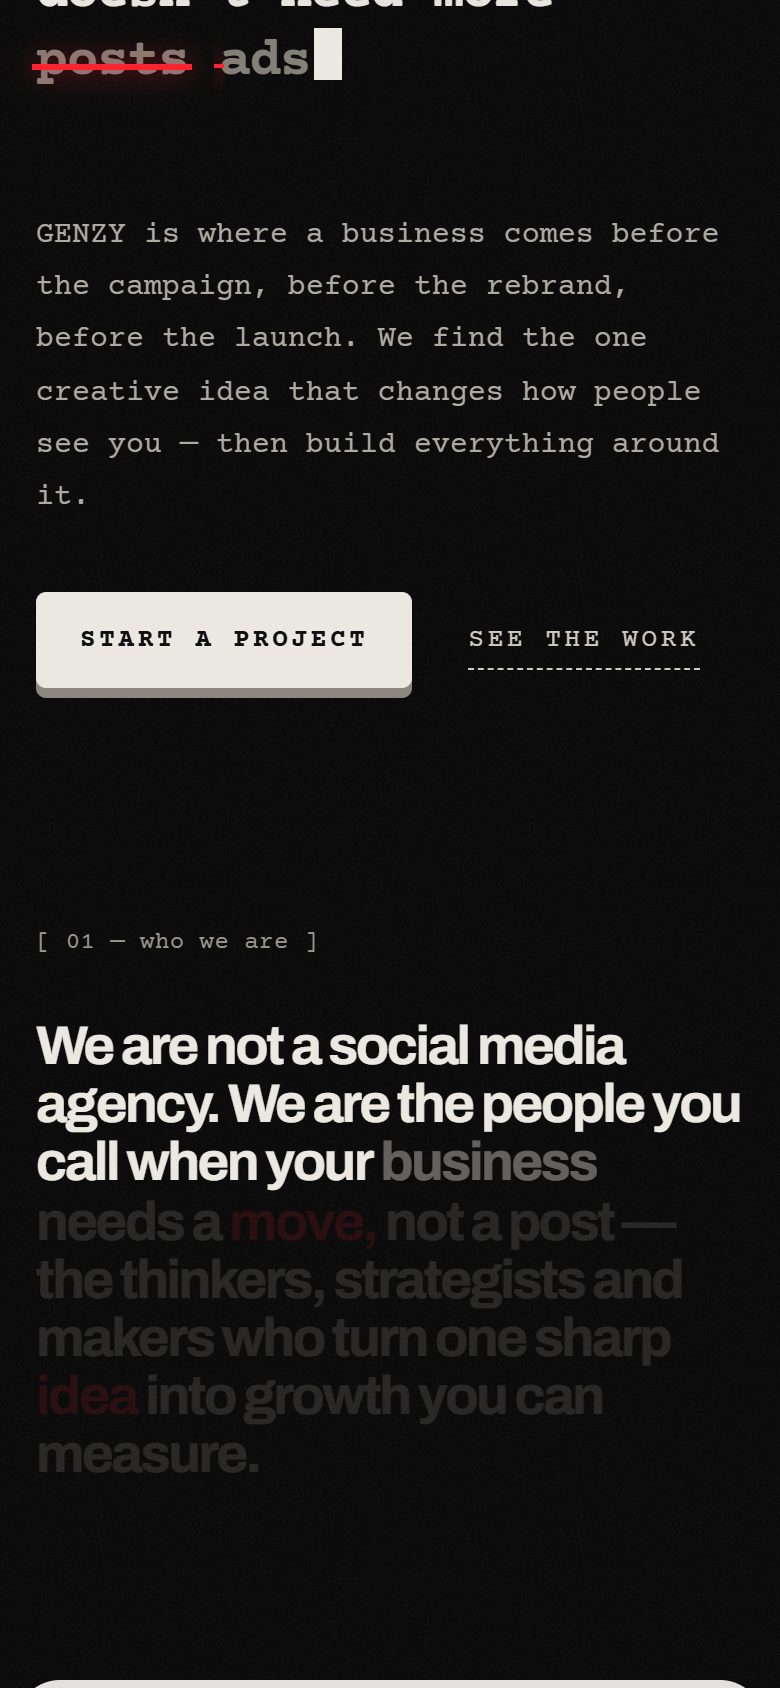 doesn't need more
posts ads
GENZY is where a business comes before
the campaign, before the rebrand,
before the launch. We find the one
creative idea that changes how people
see you — then build everything around
it.
START A PROJECT
SEE THE WORK
[ 01 — who we are ]
We are not a social media
agency. We are the people you
call when your business
needs a move, not a post —
the thinkers, strategists and
makers who turn one sharp
idea into growth you can
measure.